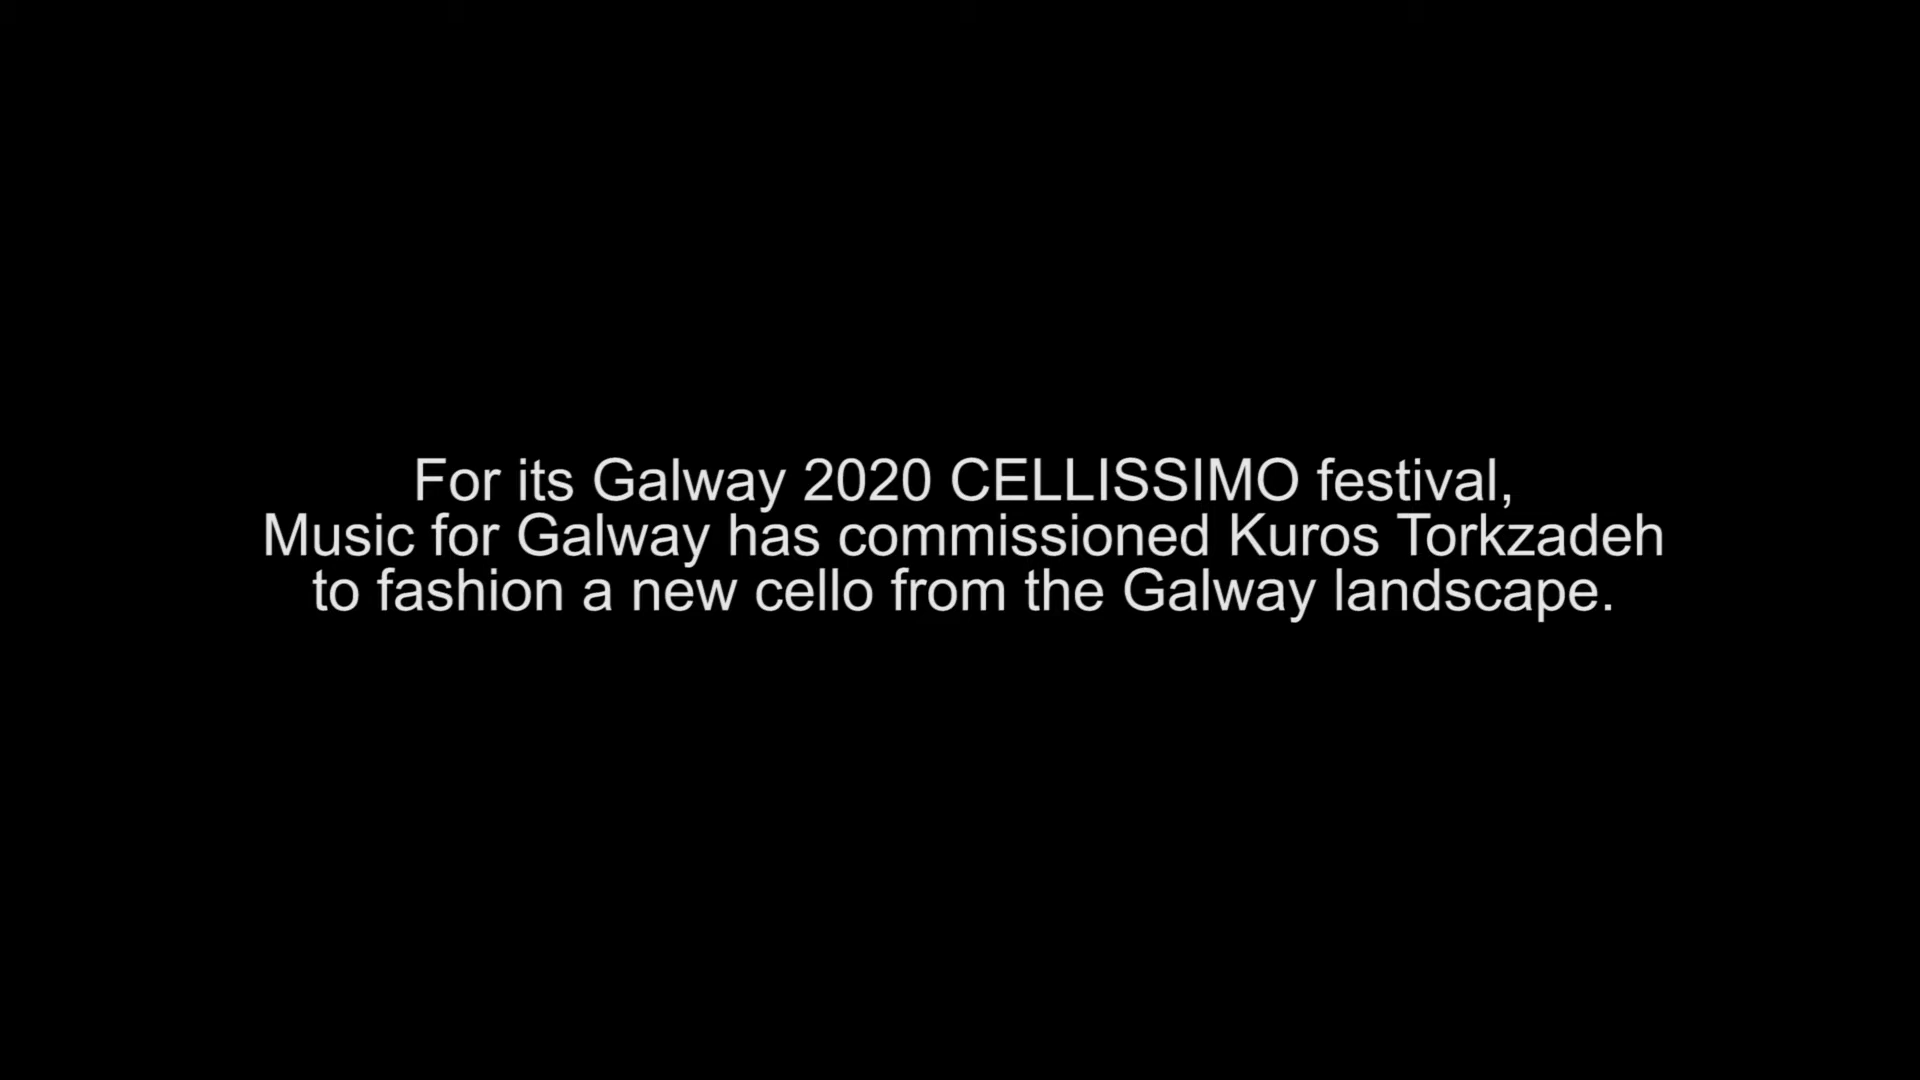 For its Galway 2020 CELLISSIMO festival,
Music for Galway has commissioned Kuros Torkzadeh
to fashion a new cello from the Galway landscape.